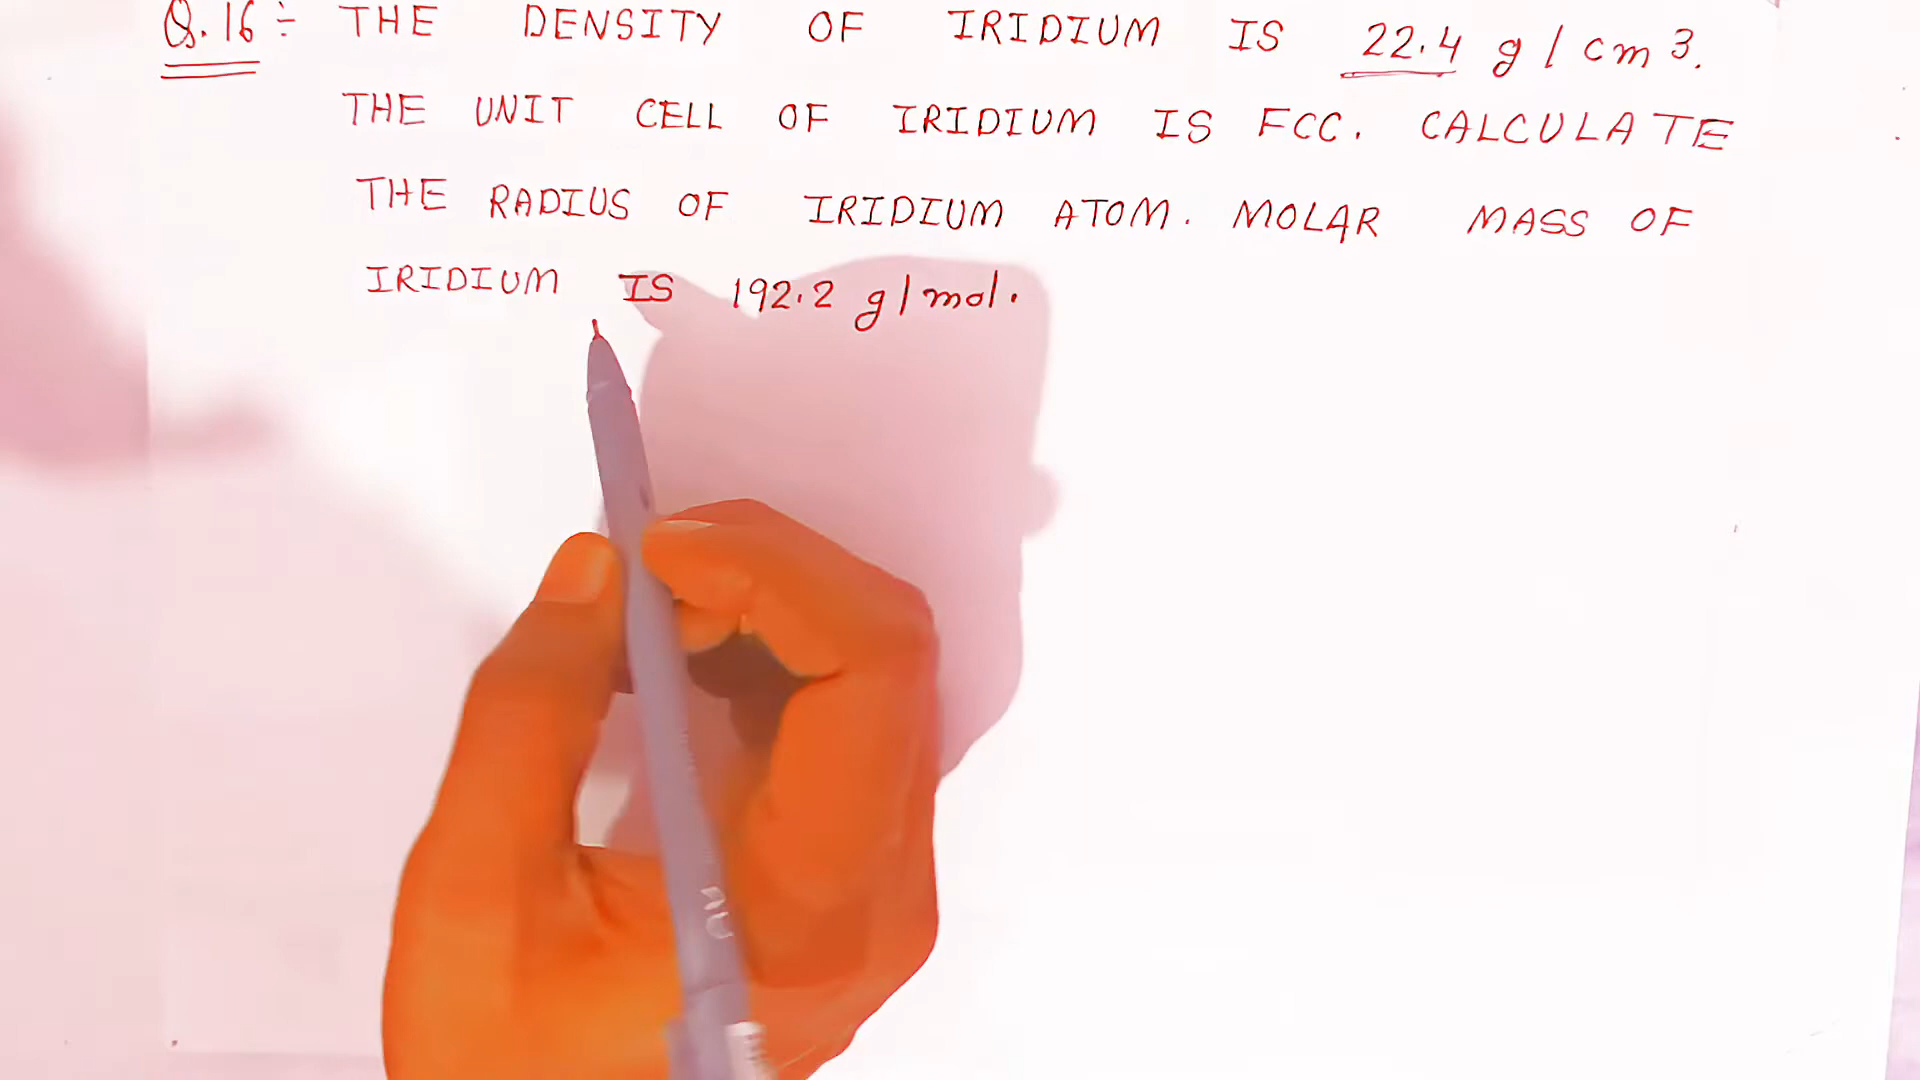 Q.16÷ THE DENSITY OF IRIDIUM IS 22.4 g/cm3.
THE UNIT CELL OF IRIDIUM IS FCC. CALCULATE
THE RADIUS OF IRIDIUM ATOM. MOLAR MASS OF
IRIDIUM IS 192.2 g/mol.